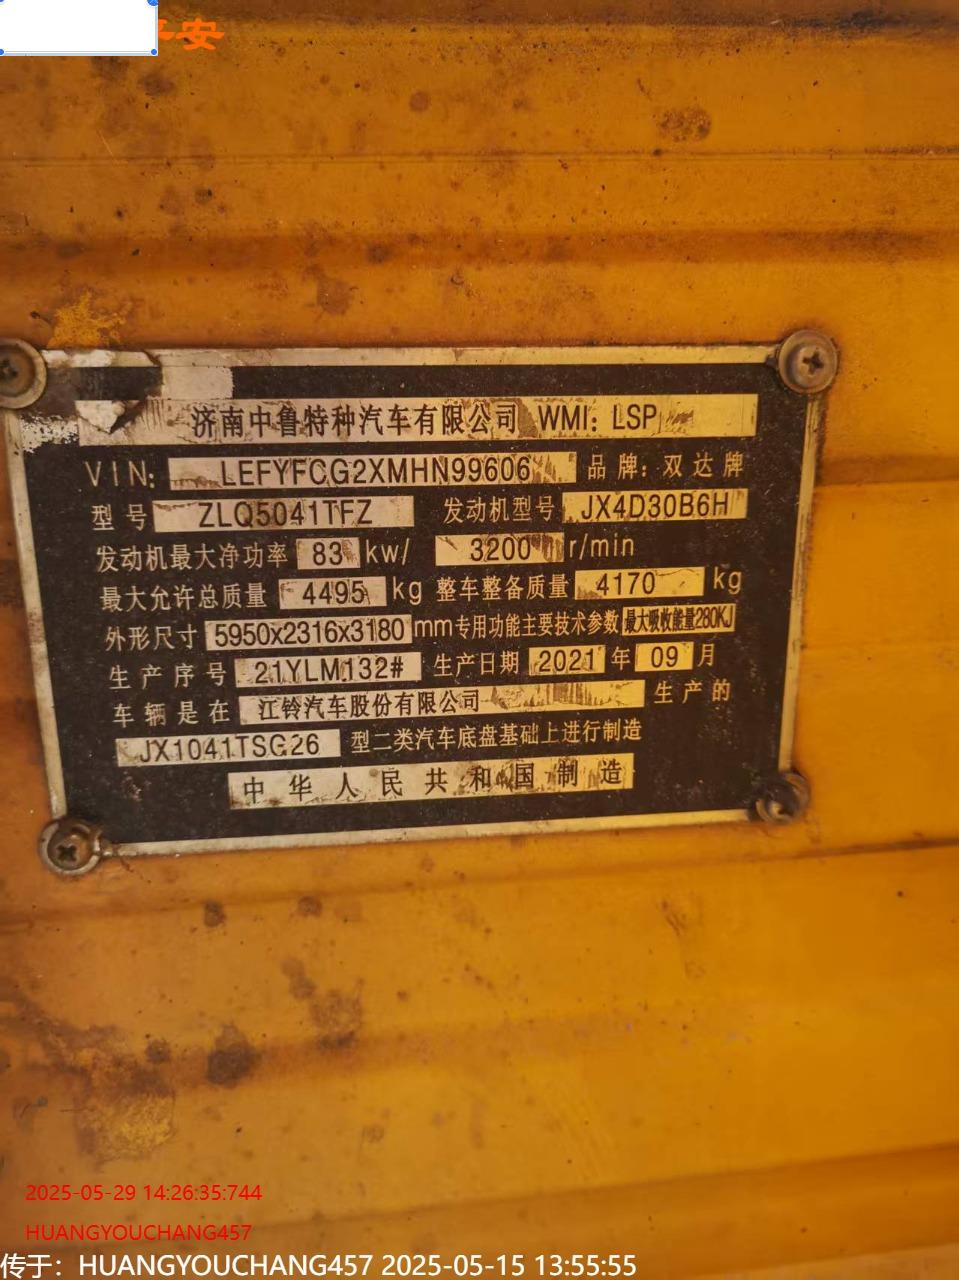 平安
济南中鲁特种汽车有限公司 WMI: LSP
VIN: LEFYFCG2XMHN99606 品牌: 双达牌
型号 ZLQ5041TFZ 发动机型号 JX4D30B6H
发动机最大净功率 83 kw/ 3200 r/min
最大允许总质量 4495 kg 整车整备质量 4170 kg
外形尺寸 5950x2316x3180 mm 专用功能主要技术参数 最大吸收能量280KJ
生产序号 21YLM132# 生产日期 2021 年 09 月
车辆是在 江铃汽车股份有限公司 生产的
JX1041TSG26 型二类汽车底盘基础上进行制造
中华人民共和国制造
2025-05-29 14:26:35:744
HUANGYOUCHANG457
传于: HUANGYOUCHANG457 2025-05-15 13:55:55